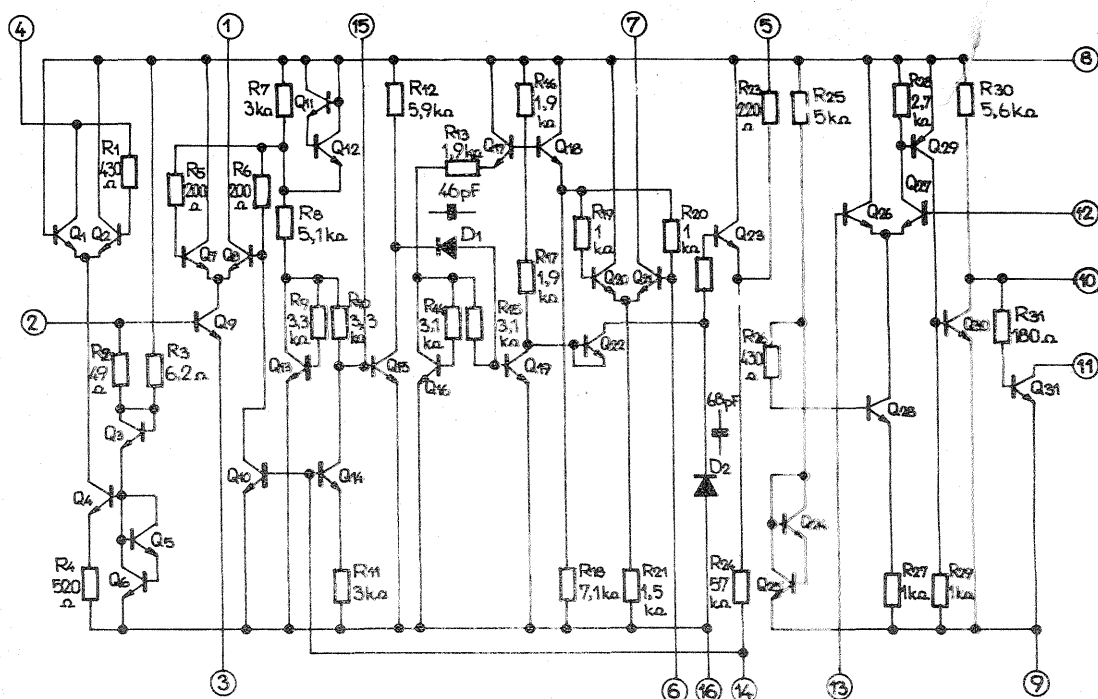 4
1
15
7
5
8
R7
3kΩ
Q11
Q12
R12
5,9kΩ
R13
1,9kΩ
Q17
R16
1,9
kΩ
Q18
R23
220
Ω
R25
5kΩ
R28
2,7
kΩ
Q29
R30
5,6kΩ
R1
430
Ω
R5
200
Ω
R6
200
Ω
R8
5,1kΩ
46pF
D1
R17
1,9
kΩ
R19
1
kΩ
R20
1
kΩ
Q23
Q27
Q26
12
Q1
Q2
Q7
Q8
Q20
Q21
10
2
Q9
R2
49
Ω
R3
6,2Ω
R9
3,3
kΩ
R10
3,3
Q13
Q15
R14
3,1
kΩ
R15
3,1
kΩ
Q16
Q19
Q22
R26
430
Ω
Q30
R31
180Ω
11
Q31
Q3
68pF
Q28
Q4
Q10
Q14
D2
Q5
Q24
R4
520
Ω
Q6
R11
3kΩ
R18
7,1kΩ
R21
1,5
kΩ
R24
57
kΩ
Q25
R27
1kΩ
R29
1kΩ
3
6
16
14
13
9